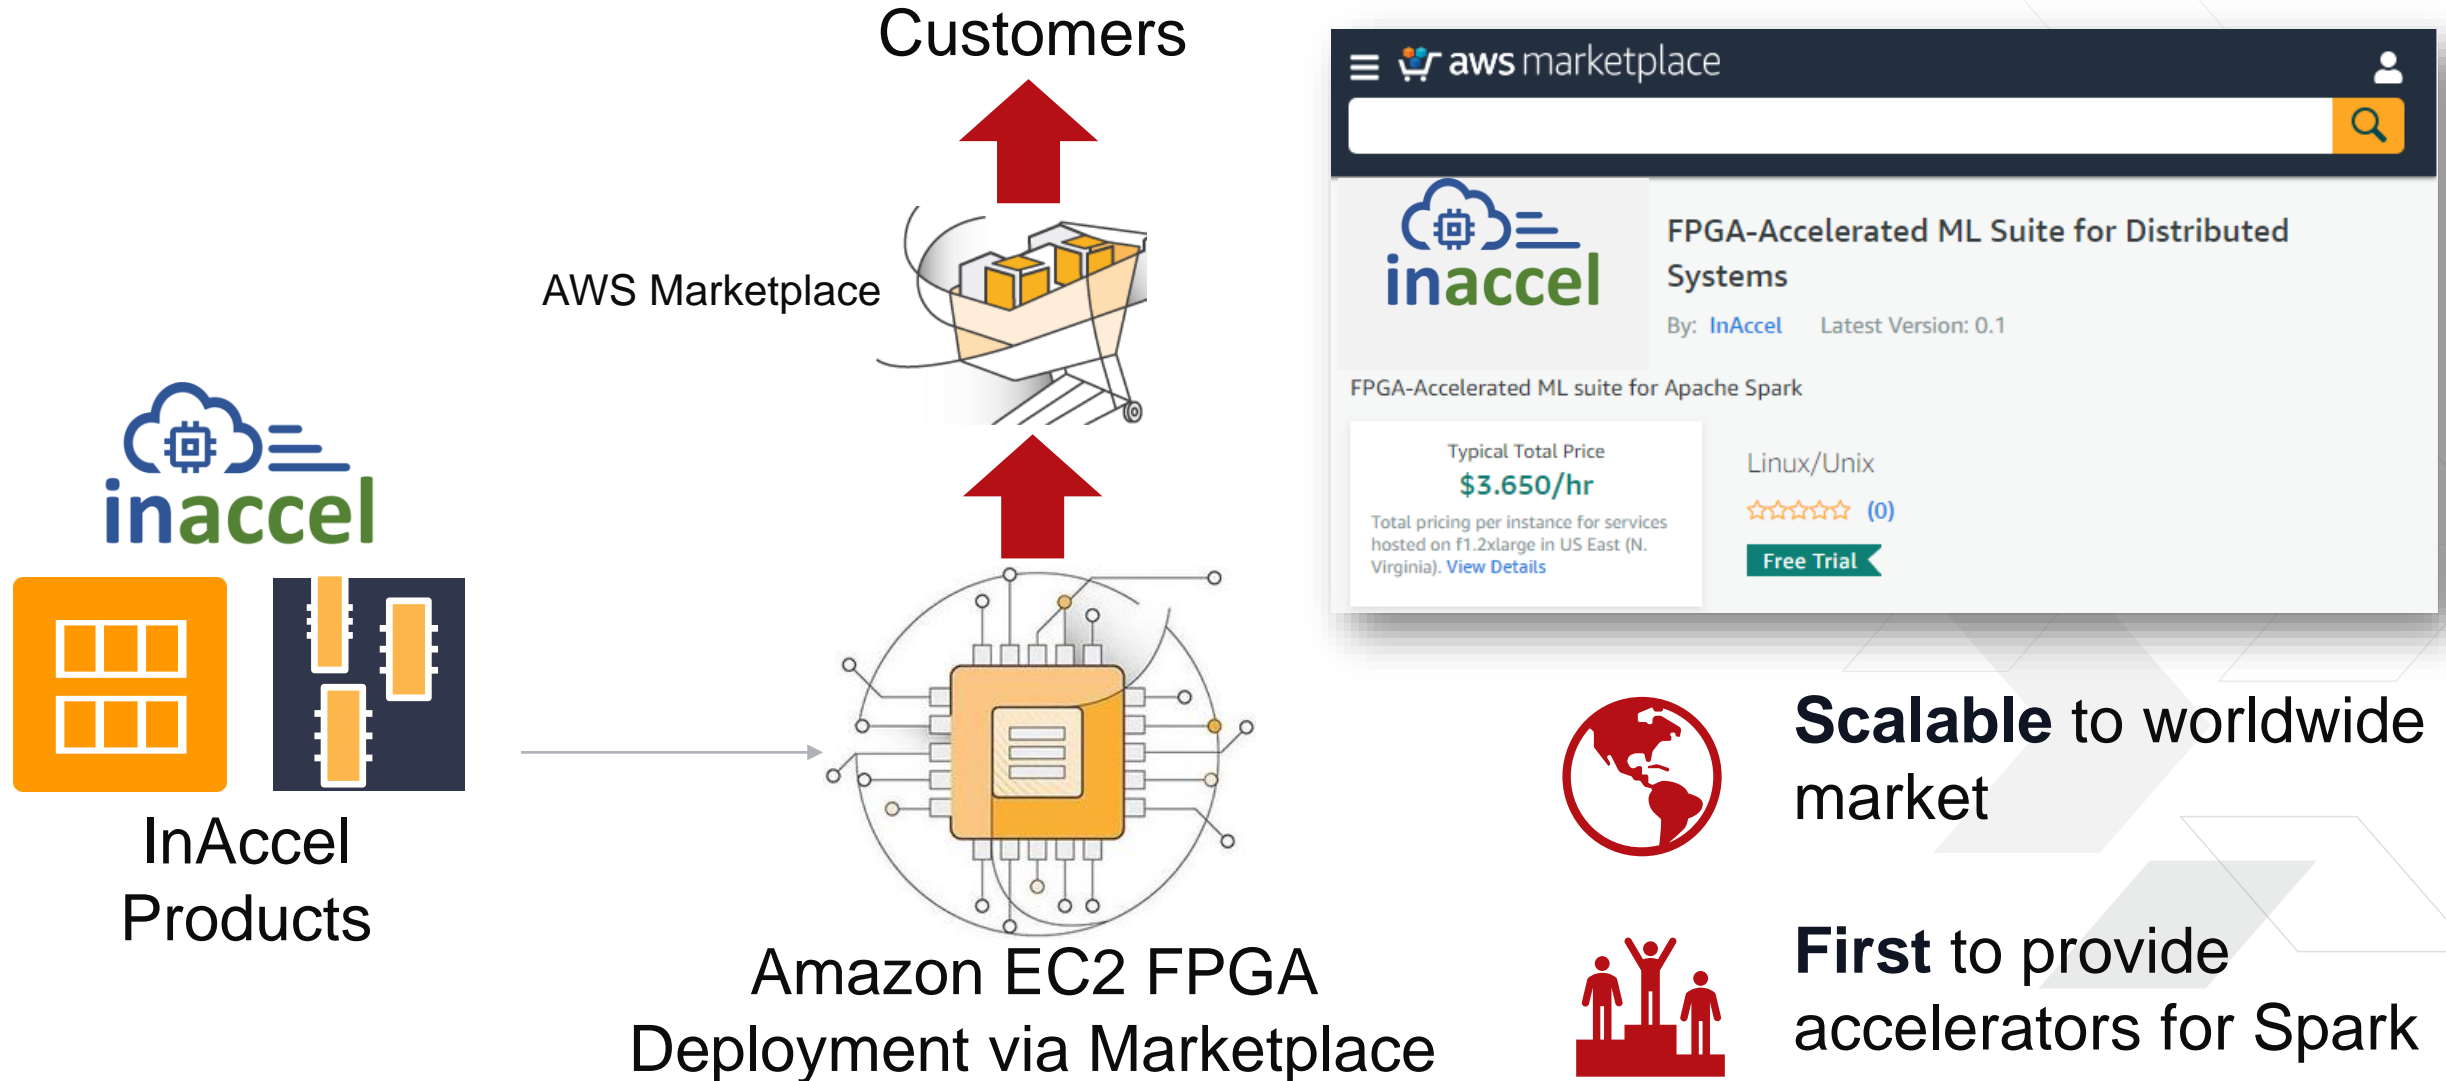 Customers
AWS Marketplace
inaccel
InAccel
Products
Amazon EC2 FPGA
Deployment via Marketplace
aws marketplace
inaccel
FPGA-Accelerated ML Suite for Distributed
Systems
By: InAccel Latest Version: 0.1
FPGA-Accelerated ML suite for Apache Spark
Typical Total Price
$3.650/hr
Total pricing per instance for services
hosted on f1.2xlarge in US East (N.
Virginia). View Details
Linux/Unix
(0)
Free Trial
Scalable to worldwide
market
First to provide
accelerators for Spark